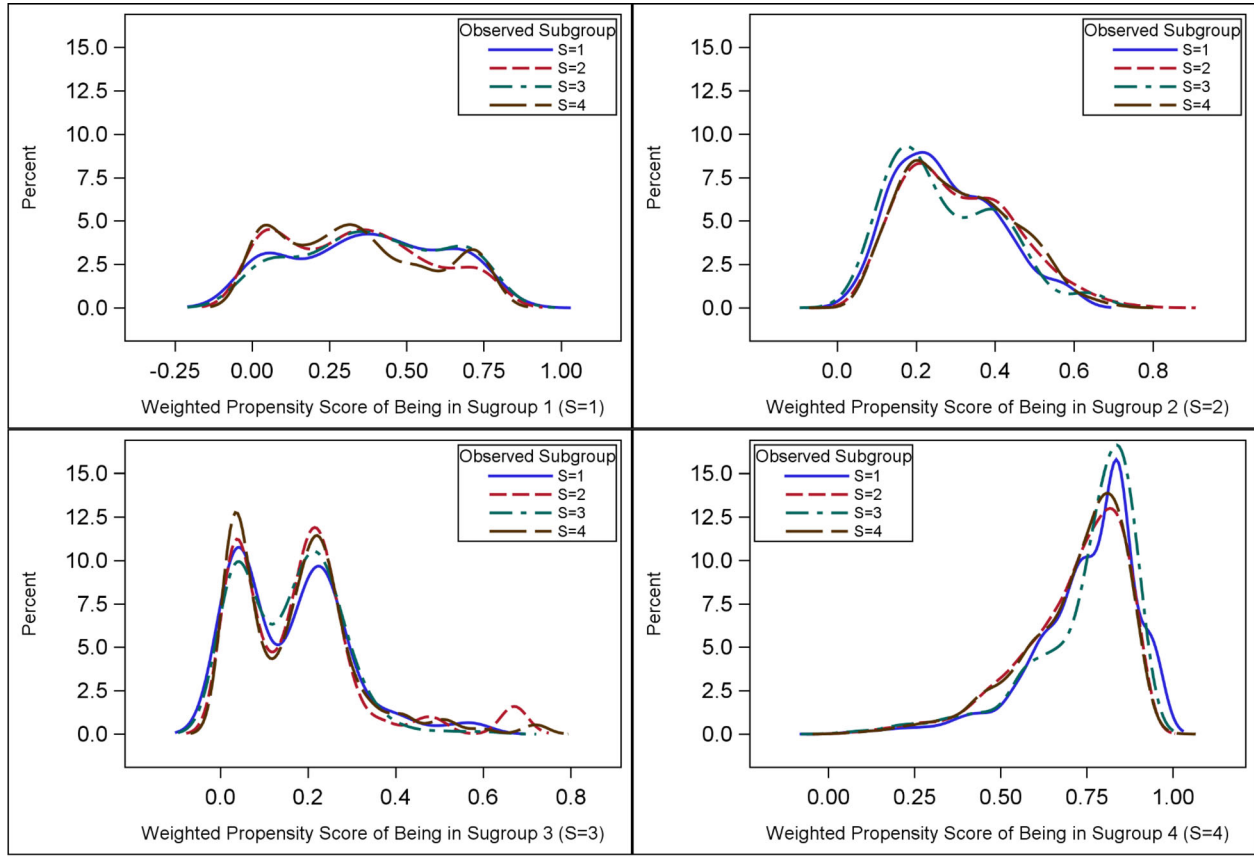 Observed Subgroup
S=1
S=2
S=3
S=4
15.0
12.5
10.0
7.5
5.0
2.5
0.0
Percent
-0.25 0.00 0.25 0.50 0.75 1.00
Weighted Propensity Score of Being in Sugroup 1 (S=1)
Observed Subgroup
S=1
S=2
S=3
S=4
15.0
12.5
10.0
7.5
5.0
2.5
0.0
Percent
0.0 0.2 0.4 0.6 0.8
Weighted Propensity Score of Being in Sugroup 2 (S=2)
Observed Subgroup
S=1
S=2
S=3
S=4
15.0
12.5
10.0
7.5
5.0
2.5
0.0
Percent
0.0 0.2 0.4 0.6 0.8
Weighted Propensity Score of Being in Sugroup 3 (S=3)
Observed Subgroup
S=1
S=2
S=3
S=4
15.0
12.5
10.0
7.5
5.0
2.5
0.0
Percent
0.00 0.25 0.50 0.75 1.00
Weighted Propensity Score of Being in Sugroup 4 (S=4)